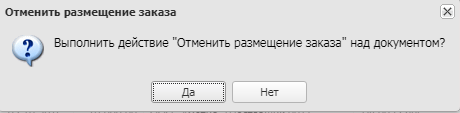 Отменить размещение заказа
Выполнить действие "Отменить размещение заказа" над документом?
Да
Нет